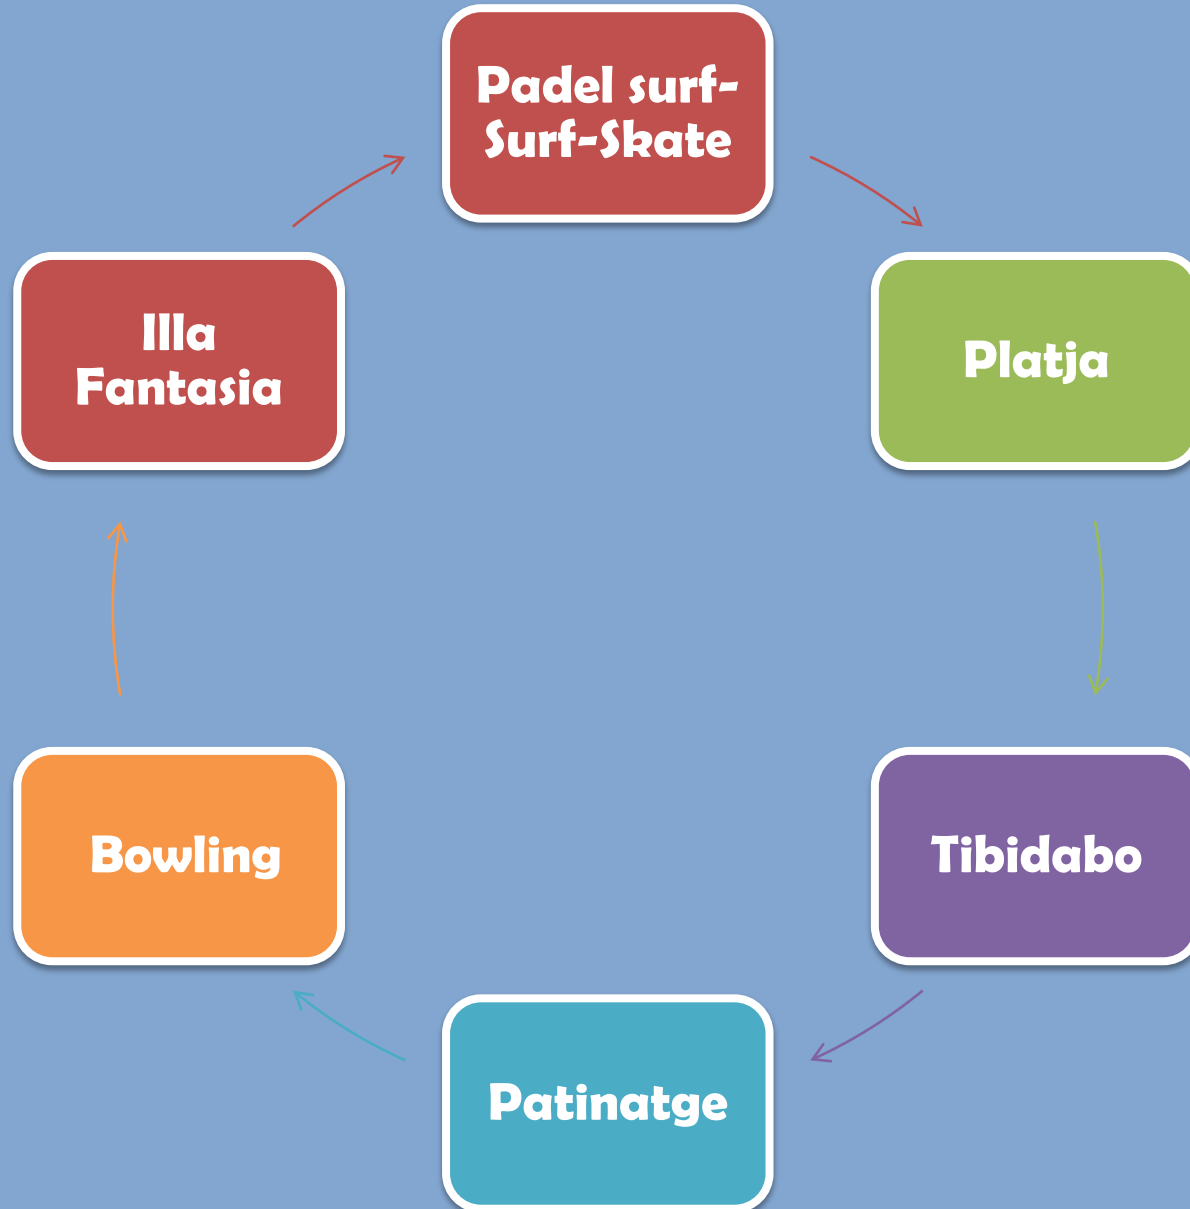 Padel surf-
Surf-Skate
Platja
Tibidabo
Patinatge
Bowling
Illa
Fantasia